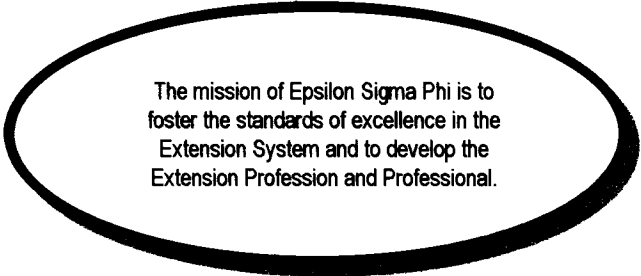 The mission of Epsilon Sigma Phi is to
foster the standards of excellence in the
Extension System and to develop the
Extension Profession and Professional.